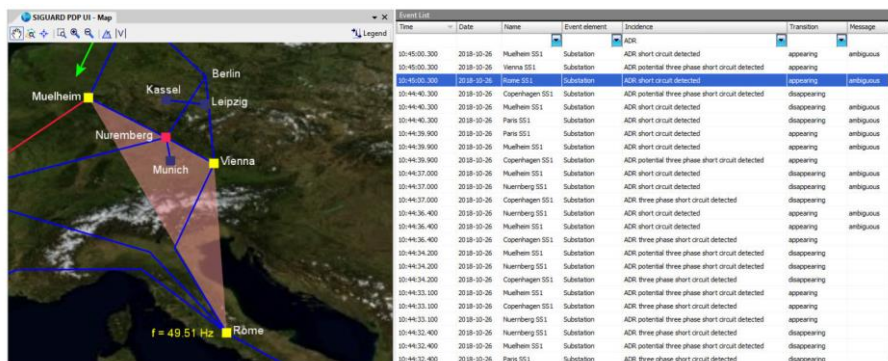 SIGUARD PDP UI - Map
Legend
Berlin
Kassel
Leipzig
Muelheim
Nuremberg
Munich
Vienna
f = 49.51 Hz
Rome
Event List
Time Date Name Event element Incidence Transition Message
ADR
10:45:00.300 2018-10-26 Muelheim SS1 Substation ADR short circuit detected appearing ambiguous
10:45:00.300 2018-10-26 Vienna SS1 Substation ADR potential three phase short circuit detected appearing
10:45:00.300 2018-10-26 Rome SS1 Substation ADR short circuit detected appearing ambiguous
10:44:40.300 2018-10-26 Copenhagen SS1 Substation ADR potential three phase short circuit detected disappearing
10:44:40.300 2018-10-26 Muelheim SS1 Substation ADR short circuit detected disappearing ambiguous
10:44:40.300 2018-10-26 Paris SS1 Substation ADR short circuit detected disappearing ambiguous
10:44:39.900 2018-10-26 Paris SS1 Substation ADR short circuit detected appearing ambiguous
10:44:39.900 2018-10-26 Muelheim SS1 Substation ADR short circuit detected appearing ambiguous
10:44:39.900 2018-10-26 Copenhagen SS1 Substation ADR potential three phase short circuit detected appearing
10:44:37.000 2018-10-26 Muelheim SS1 Substation ADR short circuit detected disappearing ambiguous
10:44:37.000 2018-10-26 Nuernberg SS1 Substation ADR short circuit detected disappearing ambiguous
10:44:37.000 2018-10-26 Copenhagen SS1 Substation ADR three phase short circuit detected disappearing
10:44:36.400 2018-10-26 Nuernberg SS1 Substation ADR short circuit detected appearing ambiguous
10:44:36.400 2018-10-26 Muelheim SS1 Substation ADR short circuit detected appearing ambiguous
10:44:36.400 2018-10-26 Copenhagen SS1 Substation ADR three phase short circuit detected appearing
10:44:34.200 2018-10-26 Muelheim SS1 Substation ADR potential three phase short circuit detected disappearing
10:44:34.200 2018-10-26 Nuernberg SS1 Substation ADR potential three phase short circuit detected disappearing
10:44:34.200 2018-10-26 Copenhagen SS1 Substation ADR three phase short circuit detected disappearing
10:44:33.100 2018-10-26 Muelheim SS1 Substation ADR potential three phase short circuit detected appearing
10:44:33.100 2018-10-26 Copenhagen SS1 Substation ADR three phase short circuit detected appearing
10:44:33.100 2018-10-26 Nuernberg SS1 Substation ADR potential three phase short circuit detected appearing
10:44:32.400 2018-10-26 Nuernberg SS1 Substation ADR potential three phase short circuit detected disappearing
10:44:32.400 2018-10-26 Muelheim SS1 Substation ADR potential three phase short circuit detected disappearing
10:44:32.400 2018-10-26 Paris SS1 Substation ADR three phase short circuit detected disappearing